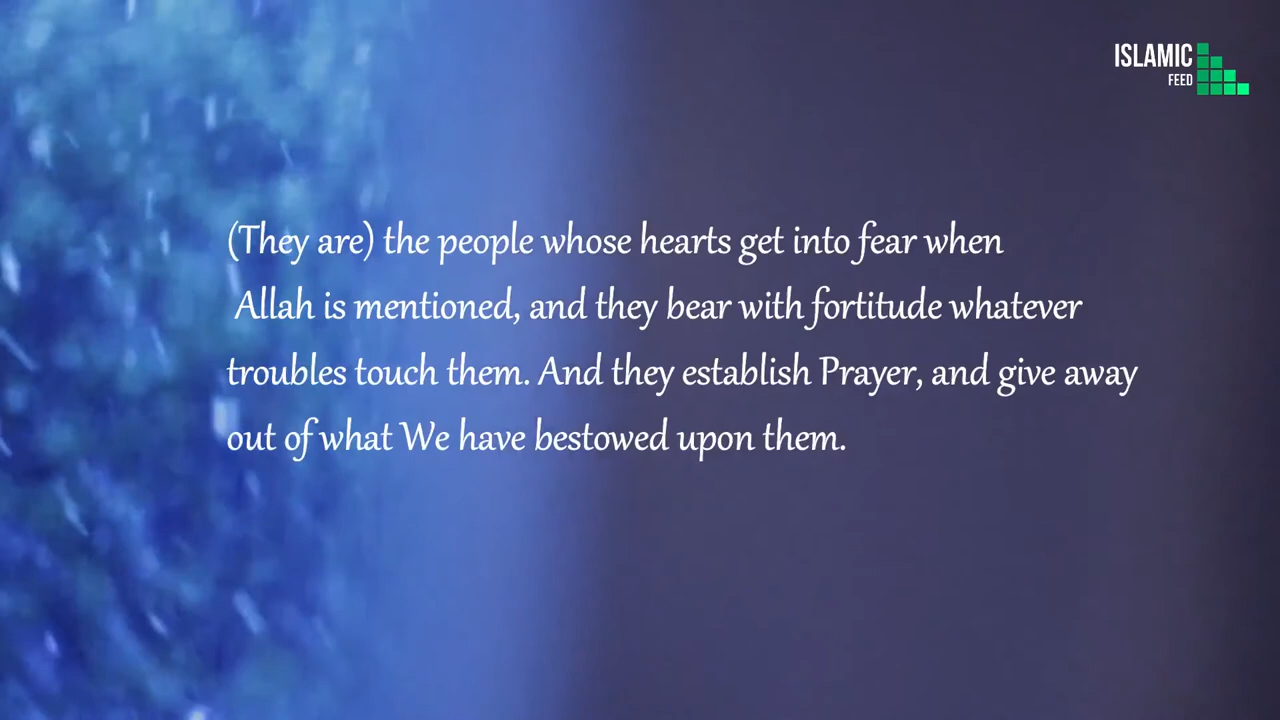 ISLAMIC
FEED
(They are) the people whose hearts get into fear when
Allah is mentioned, and they bear with fortitude whatever
troubles touch them. And they establish Prayer, and give away
out of what We have bestowed upon them.